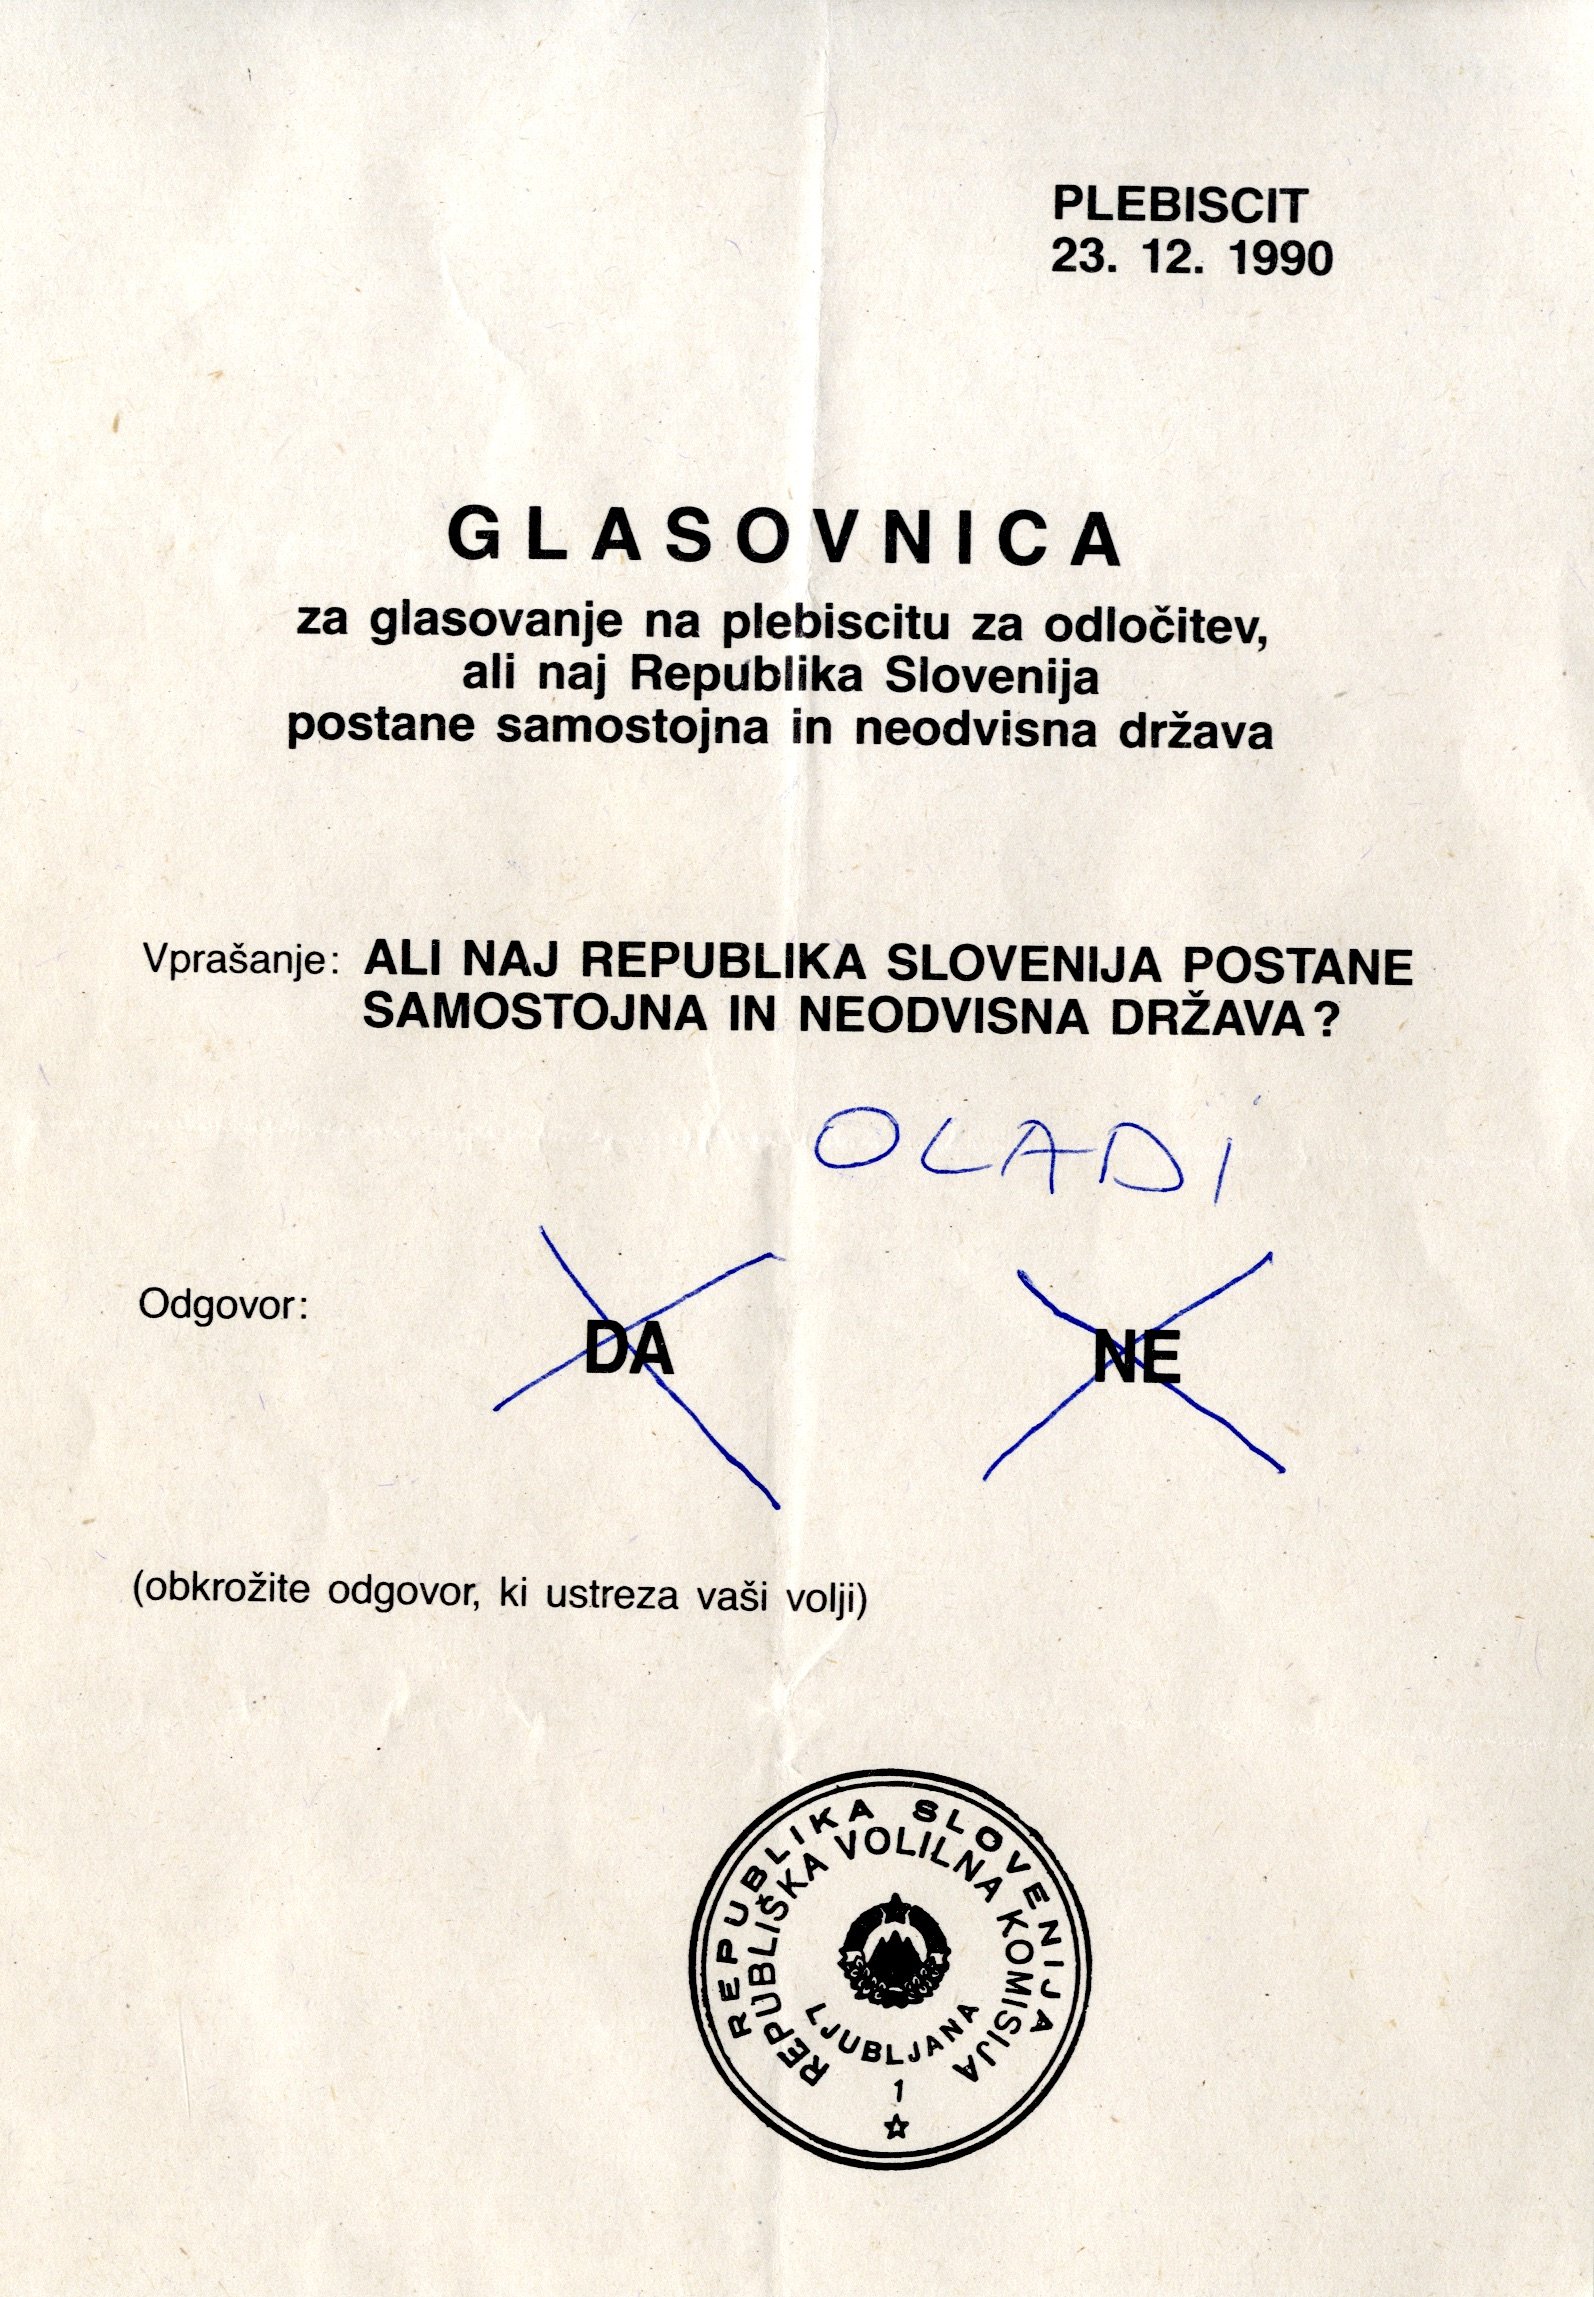 PLEBISCIT
23. 12. 1990
GLASOVNICA
za glasovanje na plebiscitu za odločitev,
ali naj Republika Slovenija
postane samostojna in neodvisna država
Vprašanje: ALI NAJ REPUBLIKA SLOVENIJA POSTANE
SAMOSTOJNA IN NEODVISNA DRŽAVA?
OLADi
Odgovor:
DA NE
(obkrožite odgovor, ki ustreza vaši volji)
REPUBLIKA SLOVENIJA
REPUBLIŠKA VOLILNA KOMISIJA
LJUBLJANA
1